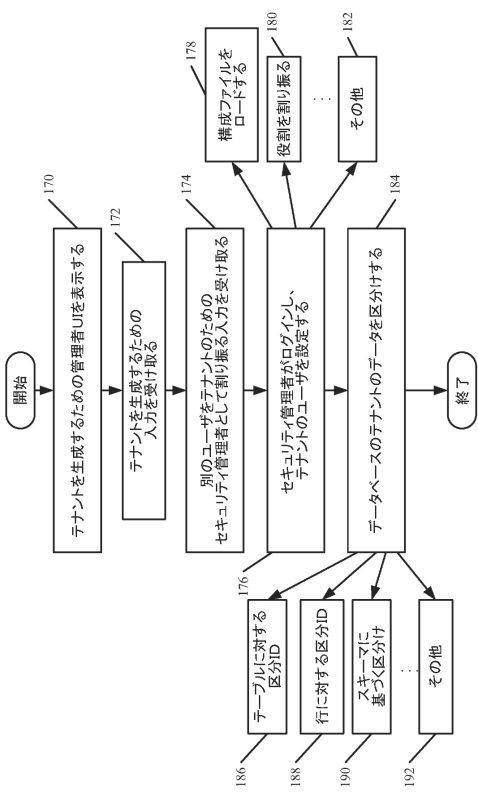 開始
170
テナントを生成するための管理者UIを表示する
172
テナントを生成するための
入力を受け取る
174
別のユーザをテナントのための
セキュリティ管理者として割り振る入力を受け取る
176
セキュリティ管理者がログインし、
テナントのユーザを設定する
178
構成ファイルを
ロードする
180
役割を割り振る
...
182
その他
184
データベースのテナントのデータを区分けする
186
テーブルに対する
区分ID
188
行に対する区分ID
190
スキーマに
基づく区分け
...
192
その他
終了